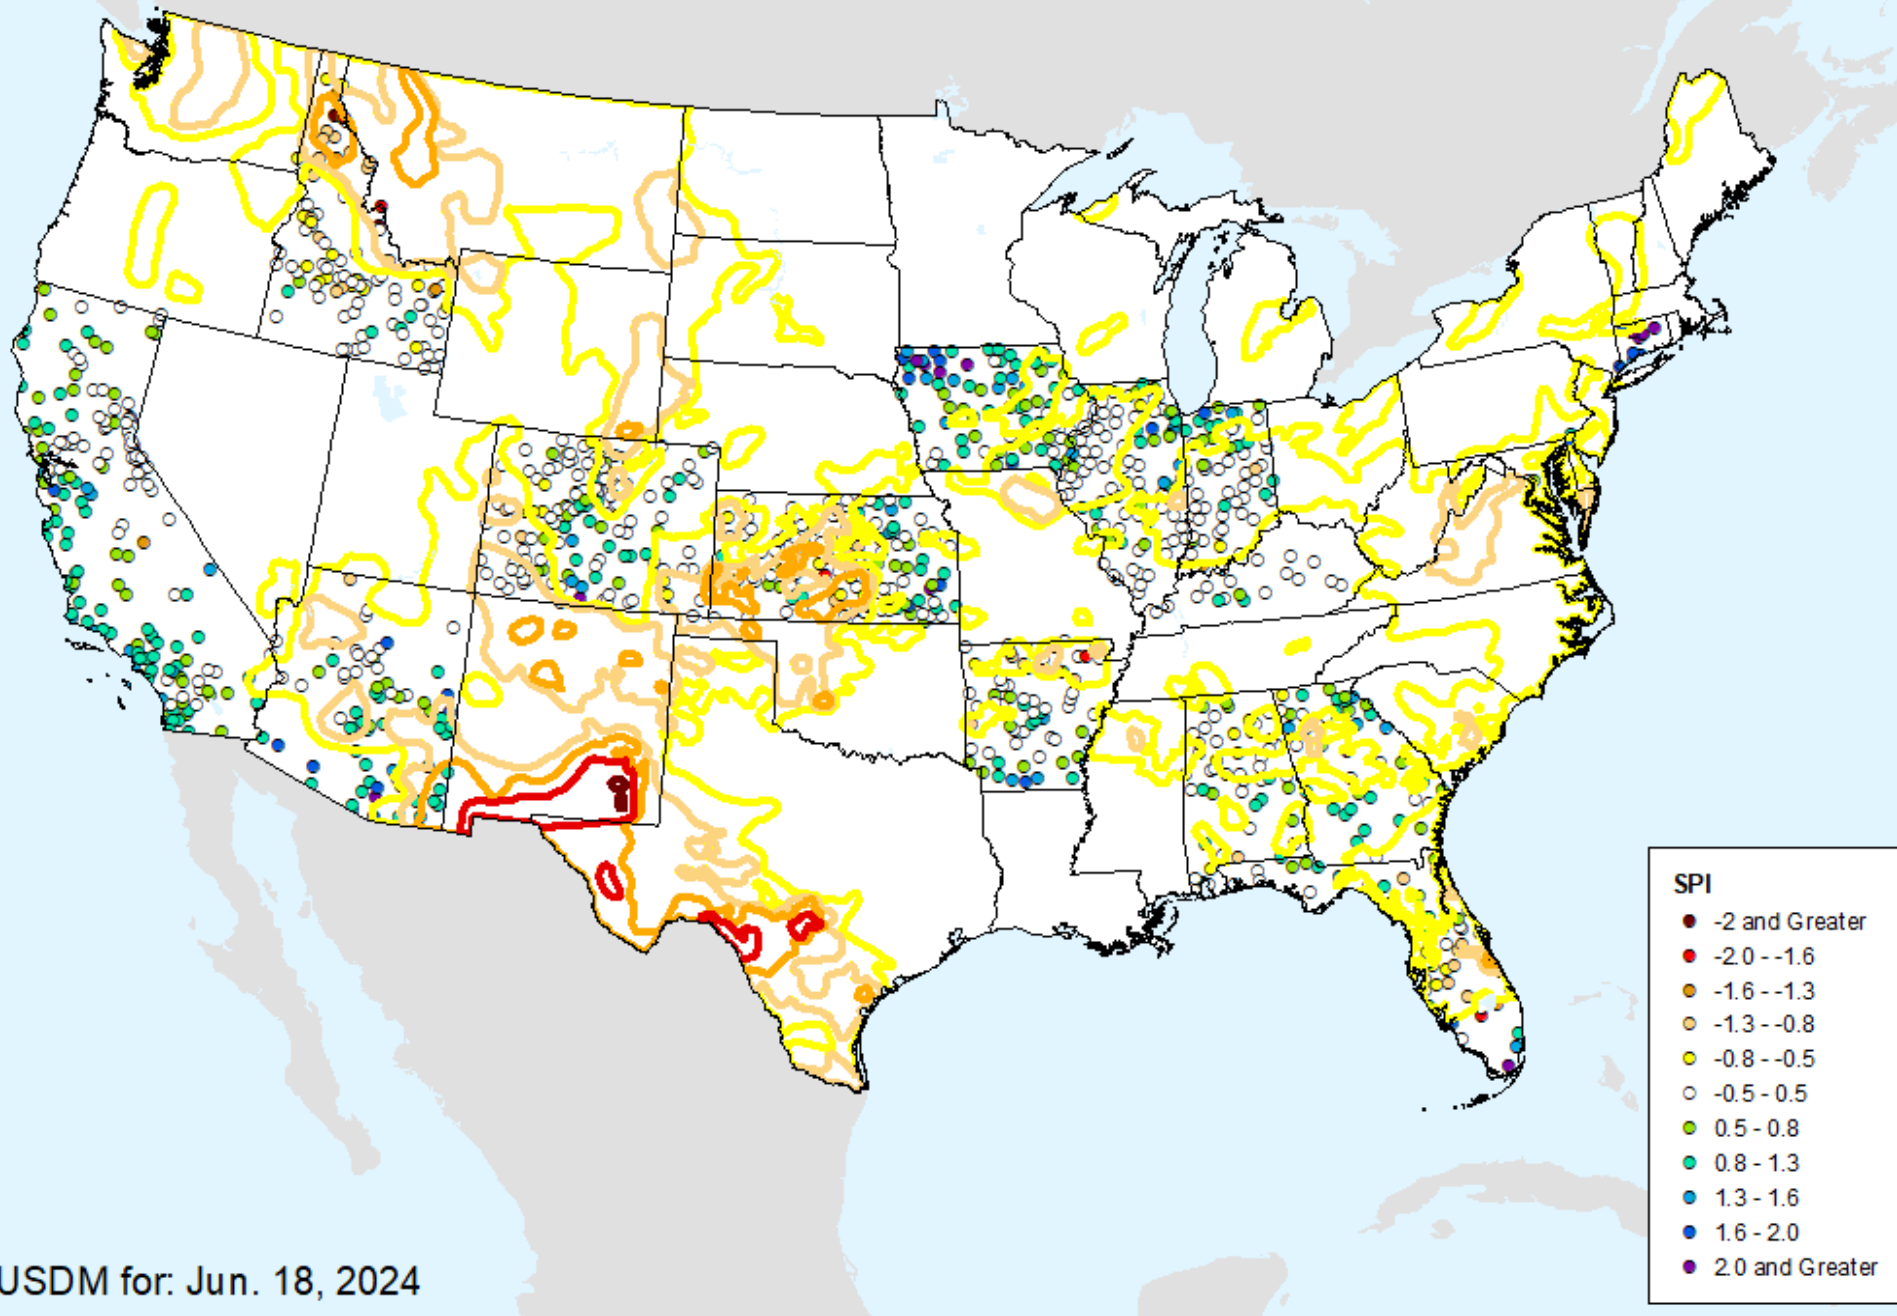 SPI
-2 and Greater
-2.0 - -1.6
-1.6 - -1.3
-1.3 - -0.8
-0.8 - -0.5
-0.5 - 0.5
0.5 - 0.8
0.8 - 1.3
1.3 - 1.6
1.6 - 2.0
2.0 and Greater
USDM for: Jun. 18, 2024